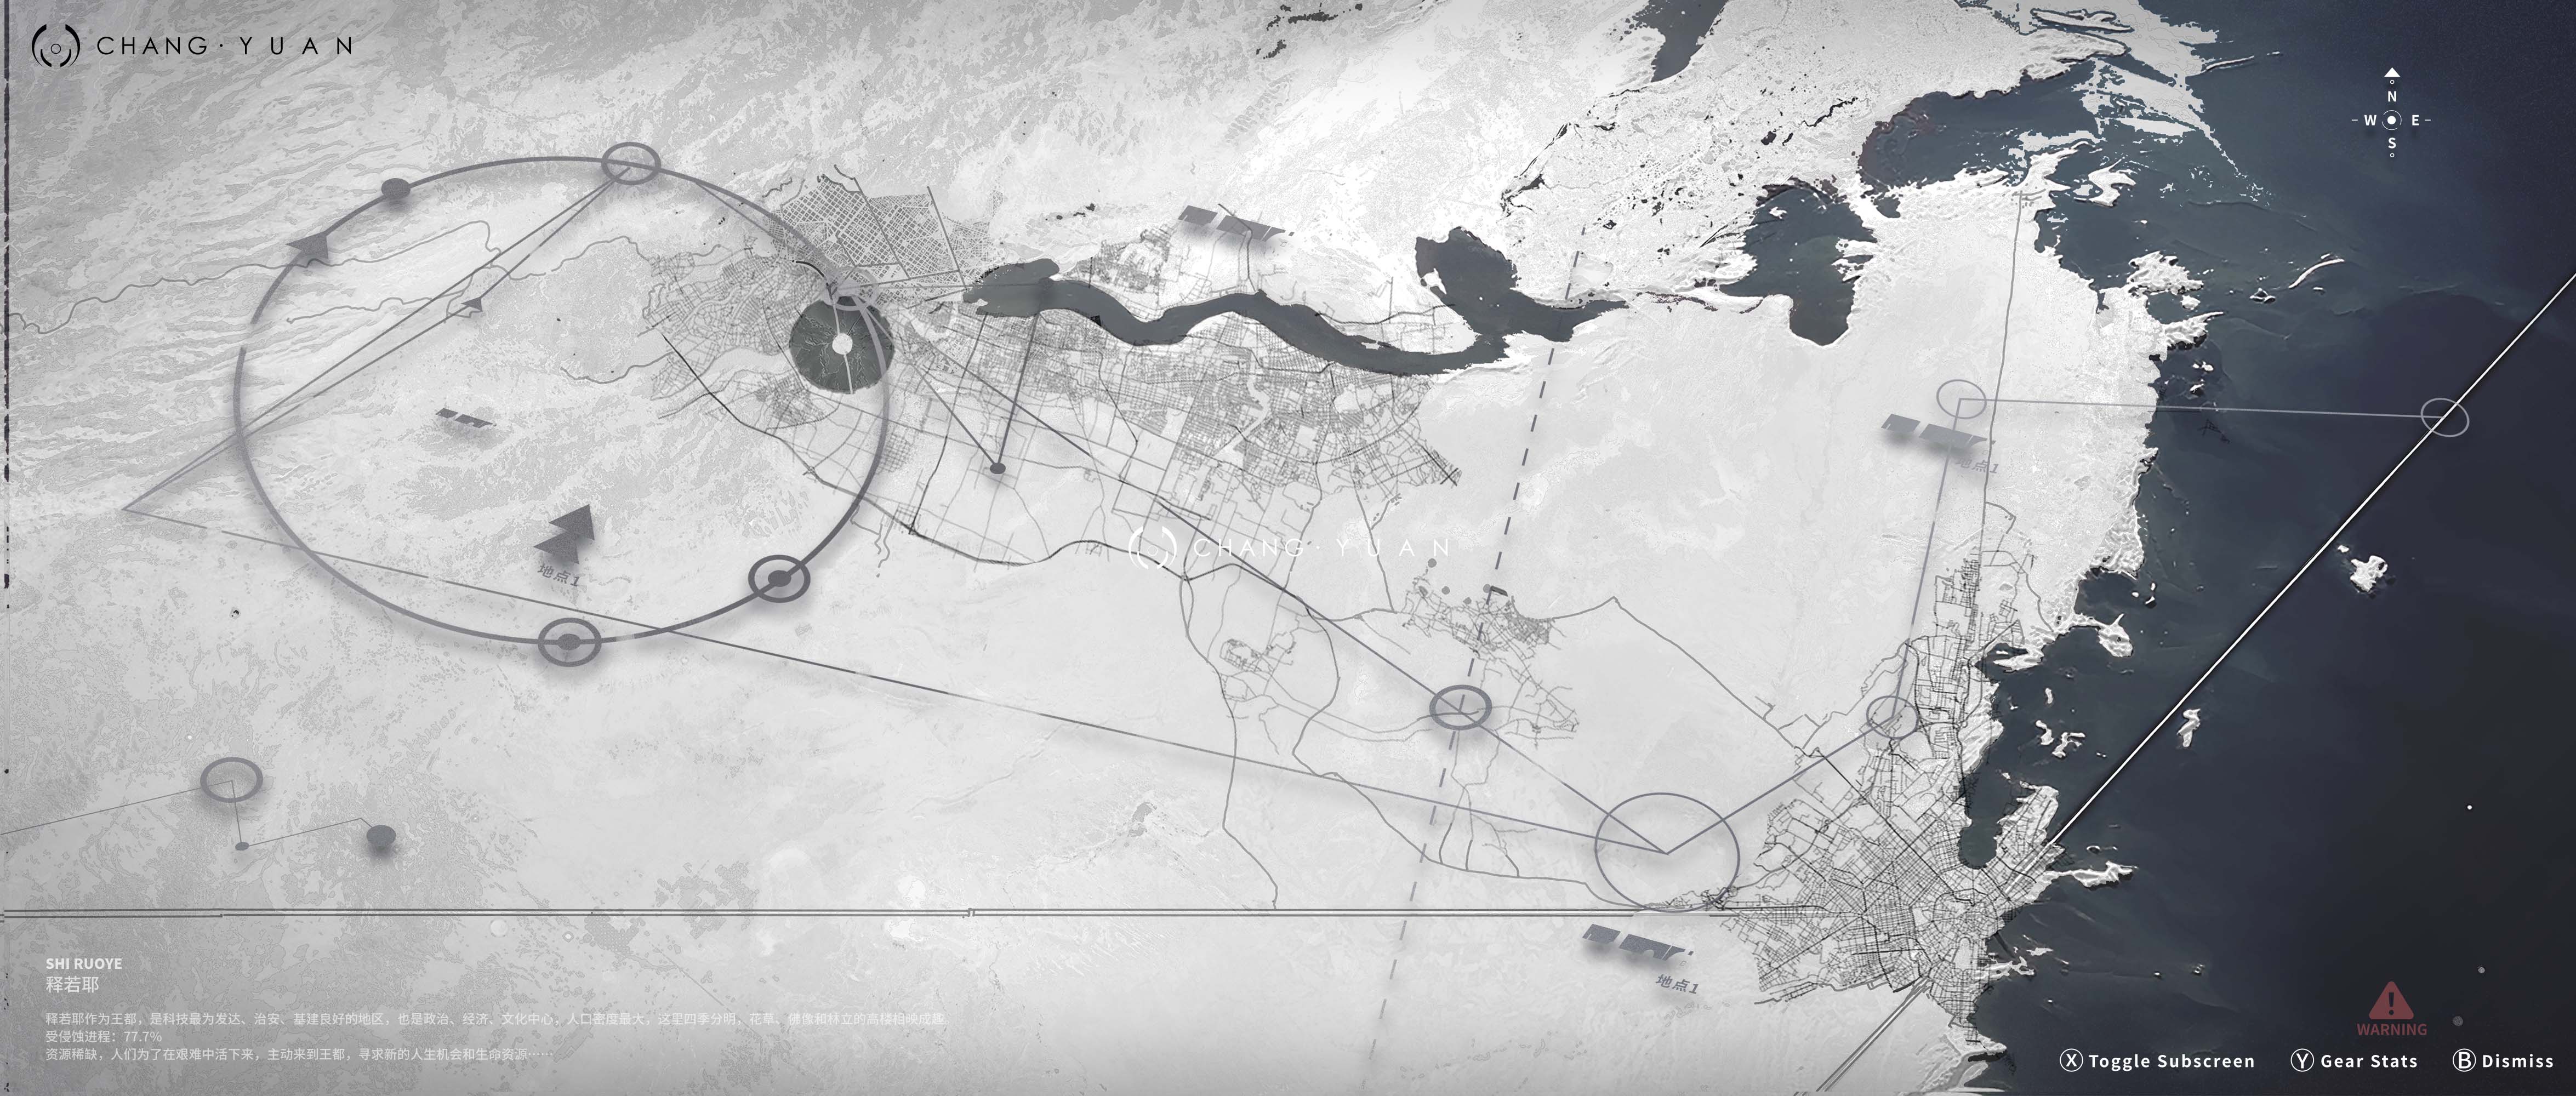 CHANG·YUAN
N
W E
S
地点1
地点1
CHANG·YUAN
地点1
SHI RUOYE
释若耶
释若耶作为王都，是科技最为发达、治安、基建良好的地区，也是政治、经济、文化中心，人口密度最大，这里四季分明，花草、佛像和林立的高楼相映成趣
受侵蚀进程：77.7%
资源稀缺，人们为了在艰难中活下来，主动来到王都，寻求新的人生机会和生命资源……
WARNING
X Toggle Subscreen Y Gear Stats B Dismiss